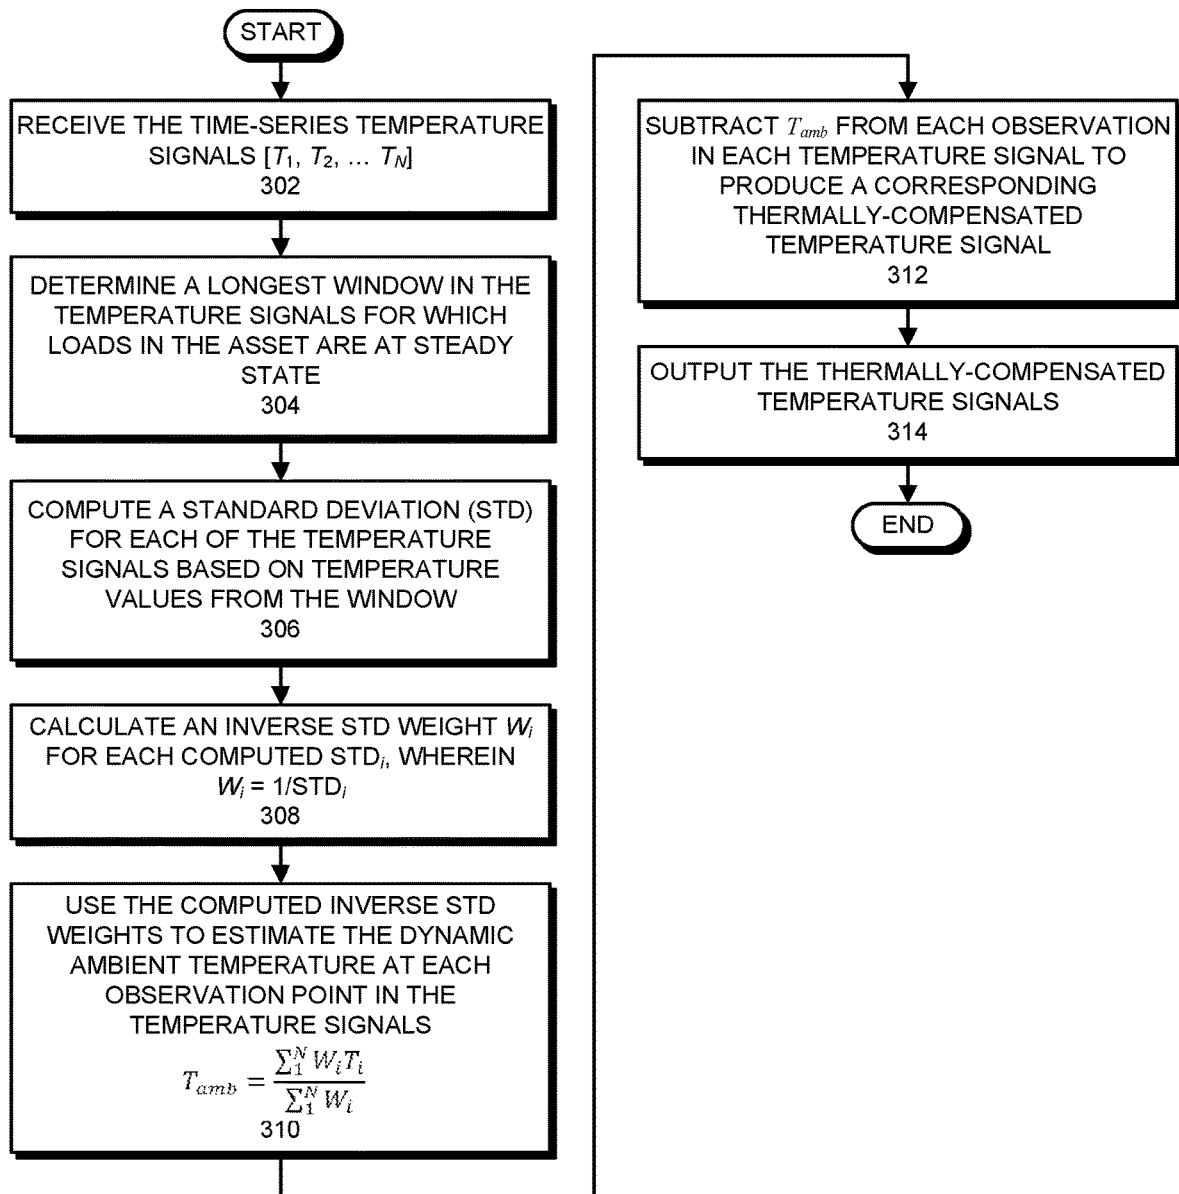 START
RECEIVE THE TIME-SERIES TEMPERATURE
SIGNALS [T₁, T₂, … T_N]
302
DETERMINE A LONGEST WINDOW IN THE
TEMPERATURE SIGNALS FOR WHICH
LOADS IN THE ASSET ARE AT STEADY
STATE
304
COMPUTE A STANDARD DEVIATION (STD)
FOR EACH OF THE TEMPERATURE
SIGNALS BASED ON TEMPERATURE
VALUES FROM THE WINDOW
306
CALCULATE AN INVERSE STD WEIGHT Wᵢ
FOR EACH COMPUTED STDᵢ, WHEREIN
Wᵢ = 1/STDᵢ
308
USE THE COMPUTED INVERSE STD
WEIGHTS TO ESTIMATE THE DYNAMIC
AMBIENT TEMPERATURE AT EACH
OBSERVATION POINT IN THE
TEMPERATURE SIGNALS
T_amb = ∑₁ᴺ WᵢTᵢ / ∑₁ᴺ Wᵢ
310
SUBTRACT T_amb FROM EACH OBSERVATION
IN EACH TEMPERATURE SIGNAL TO
PRODUCE A CORRESPONDING
THERMALLY-COMPENSATED
TEMPERATURE SIGNAL
312
OUTPUT THE THERMALLY-COMPENSATED
TEMPERATURE SIGNALS
314
END